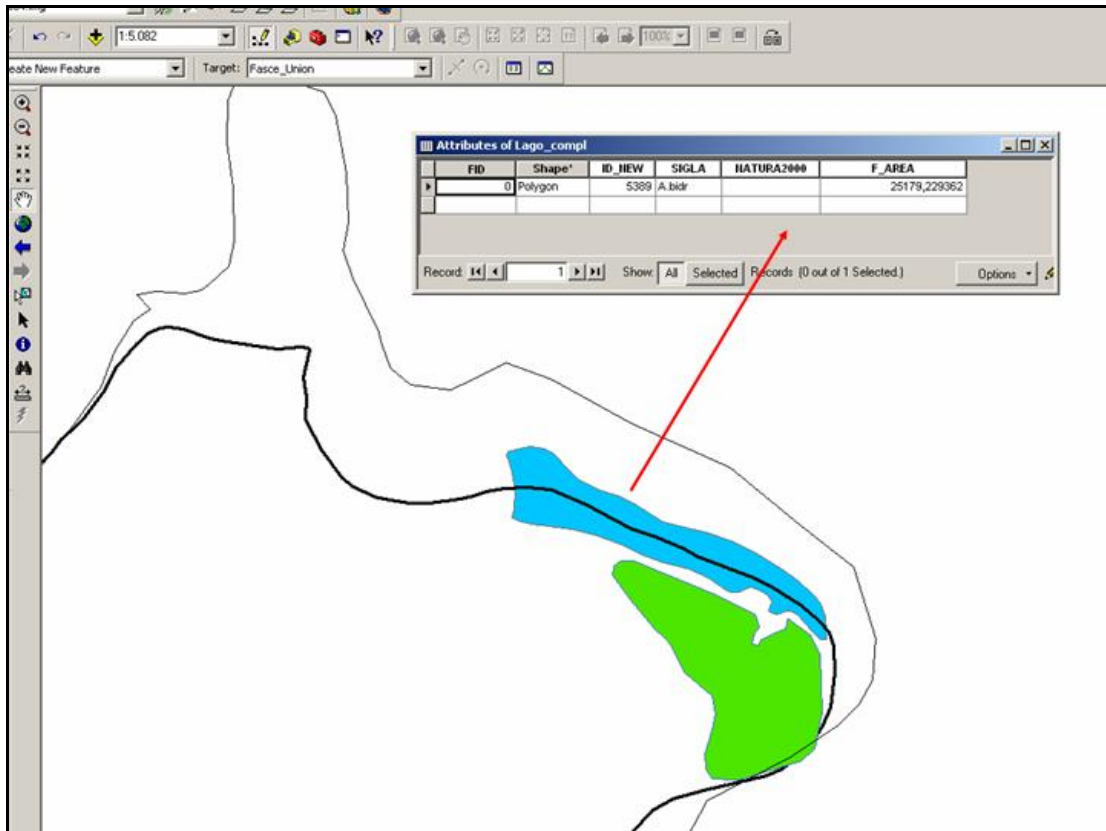 1:5.082
100%
eate New Feature Target: Fasce_Union
Attributes of Lago_compl
FID Shape* ID_NEW SIGLA NATURA2000 F_AREA
0 Polygon 5389 A.bidr 25179,229362
Record: 1 Show: All Selected Records (0 out of 1 Selected.) Options